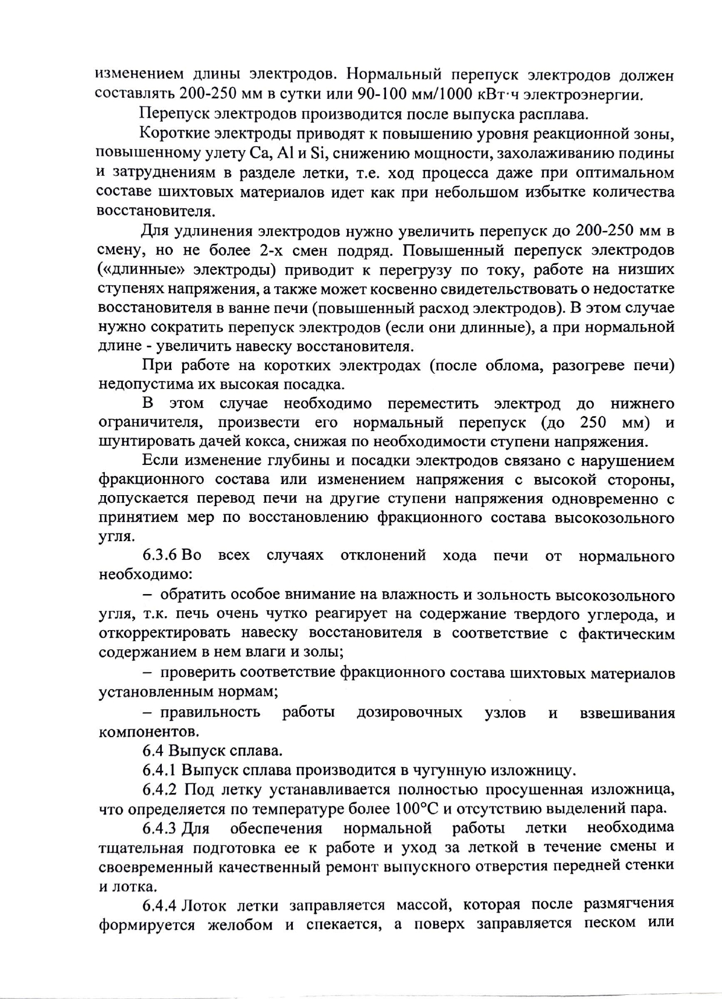 изменением длины электродов. Нормальный перепуск электродов должен
составлять 200-250 мм в сутки или 90-100 мм/1000 кВт·ч электроэнергии.
Перепуск электродов производится после выпуска расплава.
Короткие электроды приводят к повышению уровня реакционной зоны,
повышенному улету Ca, Al и Si, снижению мощности, захолаживанию подины
и затруднениям в разделе летки, т.е. ход процесса даже при оптимальном
составе шихтовых материалов идет как при небольшом избытке количества
восстановителя.
Для удлинения электродов нужно увеличить перепуск до 200-250 мм в
смену, но не более 2-х смен подряд. Повышенный перепуск электродов
(«длинные» электроды) приводит к перегрузу по току, работе на низших
ступенях напряжения, а также может косвенно свидетельствовать о недостатке
восстановителя в ванне печи (повышенный расход электродов). В этом случае
нужно сократить перепуск электродов (если они длинные), а при нормальной
длине - увеличить навеску восстановителя.
При работе на коротких электродах (после облома, разогреве печи)
недопустима их высокая посадка.
В этом случае необходимо переместить электрод до нижнего
ограничителя, произвести его нормальный перепуск (до 250 мм) и
шунтировать дачей кокса, снижая по необходимости ступени напряжения.
Если изменение глубины и посадки электродов связано с нарушением
фракционного состава или изменением напряжения с высокой стороны,
допускается перевод печи на другие ступени напряжения одновременно с
принятием мер по восстановлению фракционного состава высокозольного
угля.
6.3.6 Во всех случаях отклонений хода печи от нормального
необходимо:
– обратить особое внимание на влажность и зольность высокозольного
угля, т.к. печь очень чутко реагирует на содержание твердого углерода, и
откорректировать навеску восстановителя в соответствие с фактическим
содержанием в нем влаги и золы;
– проверить соответствие фракционного состава шихтовых материалов
установленным нормам;
– правильность работы дозировочных узлов и взвешивания
компонентов.
6.4 Выпуск сплава.
6.4.1 Выпуск сплава производится в чугунную изложницу.
6.4.2 Под летку устанавливается полностью просушенная изложница,
что определяется по температуре более 100°С и отсутствию выделений пара.
6.4.3 Для обеспечения нормальной работы летки необходима
тщательная подготовка ее к работе и уход за леткой в течение смены и
своевременный качественный ремонт выпускного отверстия передней стенки
и лотка.
6.4.4 Лоток летки заправляется массой, которая после размягчения
формируется желобом и спекается, а поверх заправляется песком или